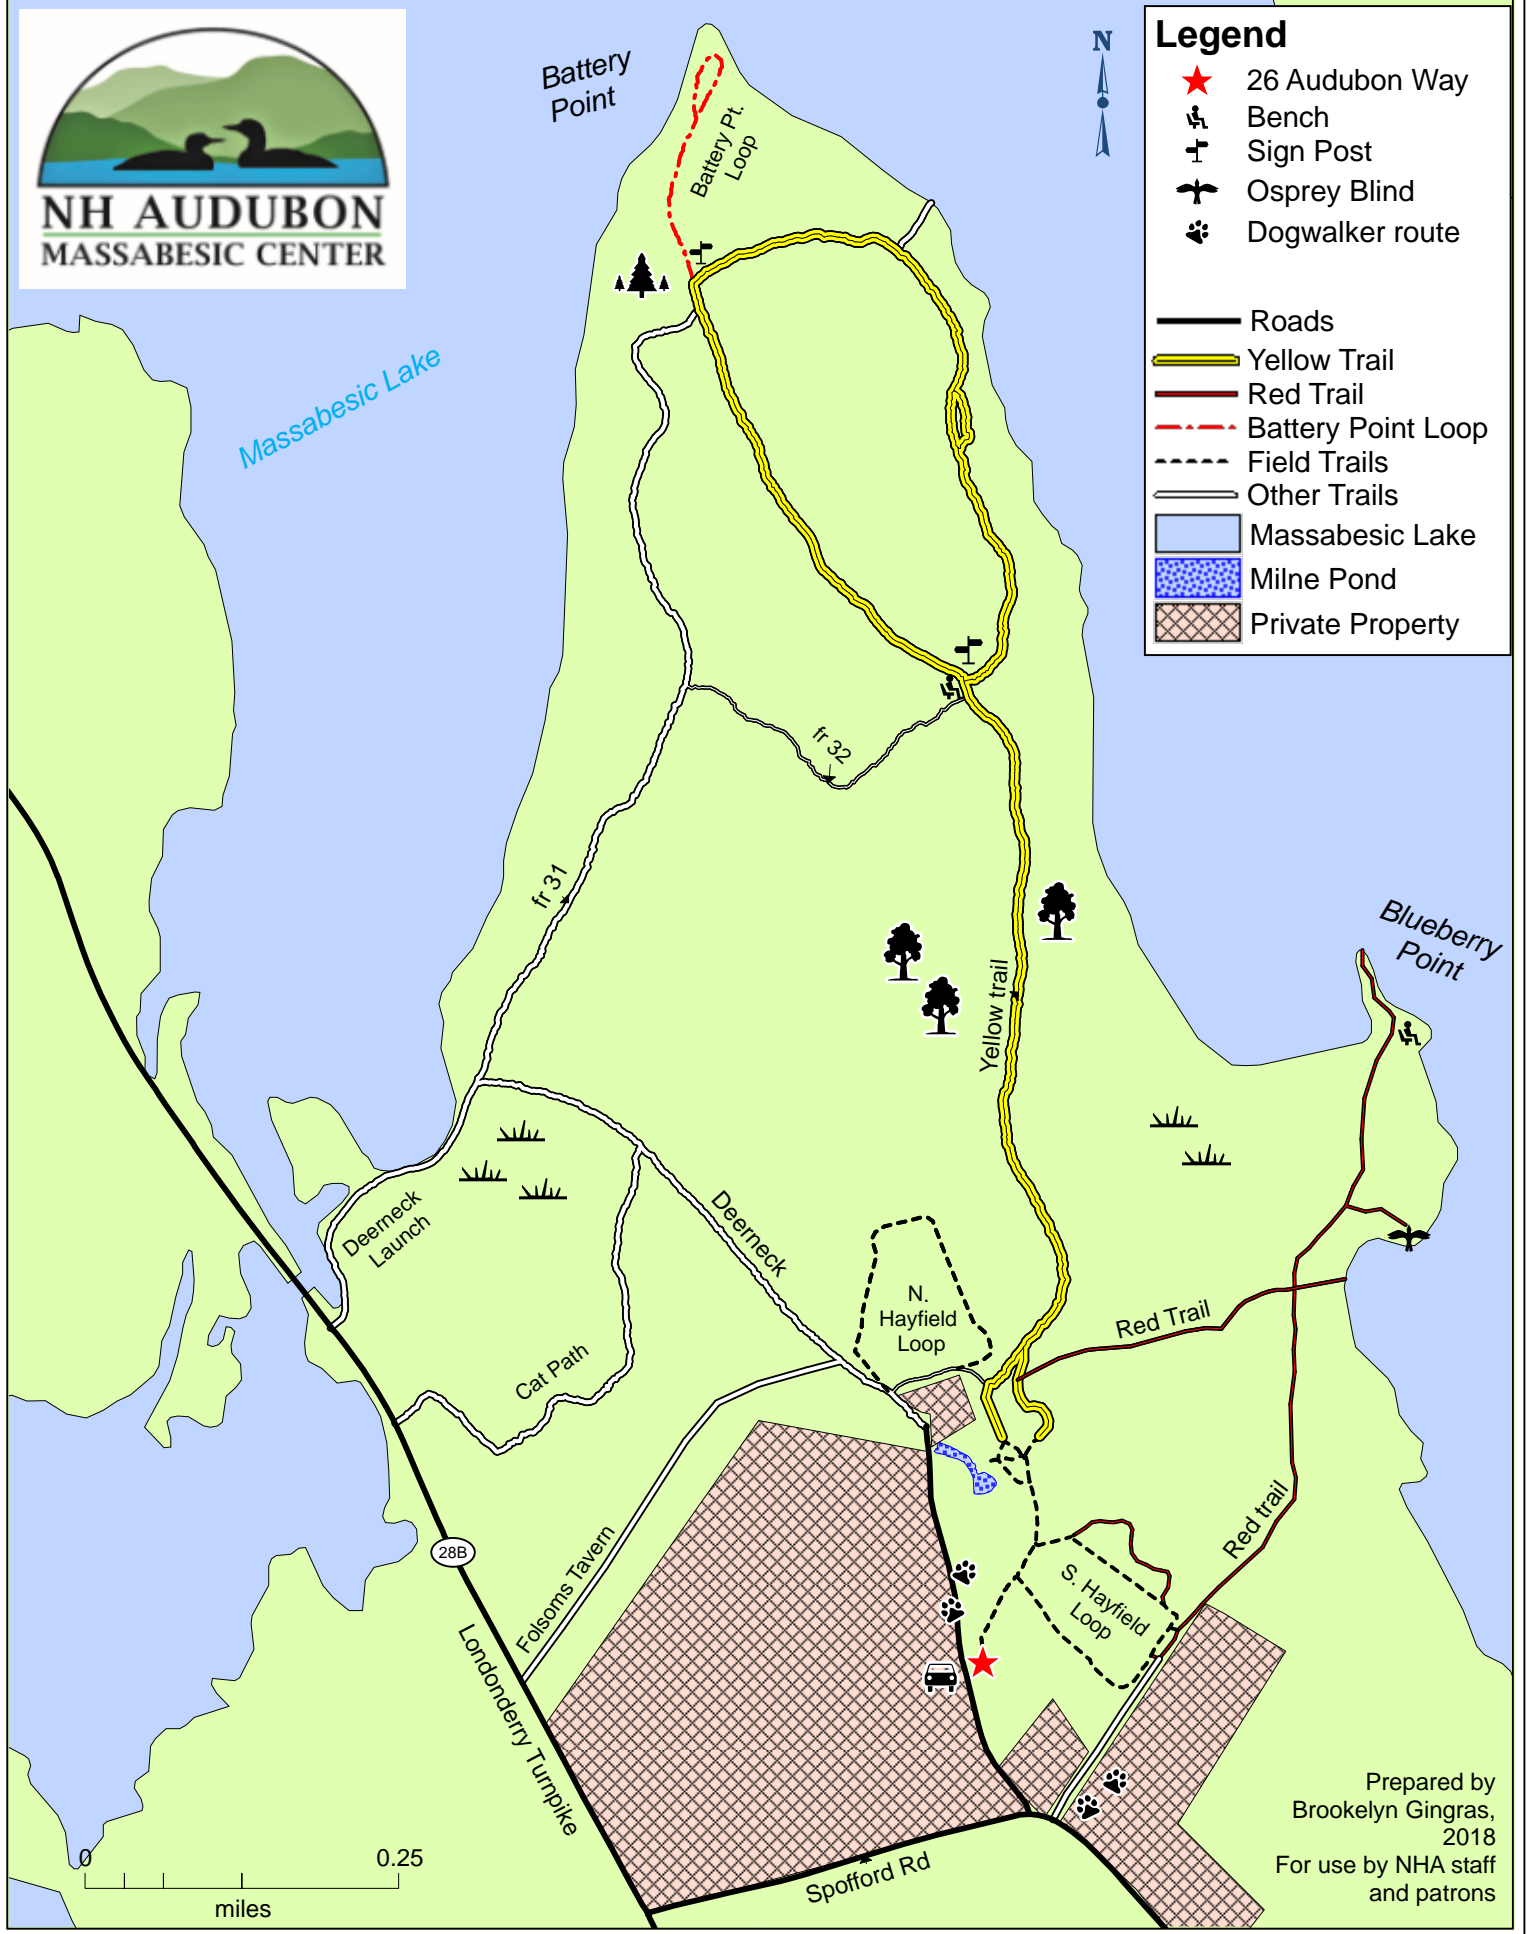 NH AUDUBON
MASSABESIC CENTER
Battery
Point
N
Legend
26 Audubon Way
Bench
Sign Post
Osprey Blind
Dogwalker route
Roads
Yellow Trail
Red Trail
Battery Point Loop
Field Trails
Other Trails
Massabesic Lake
Milne Pond
Private Property
Battery Pt.
Loop
Massabesic Lake
fr 32
fr 31
Blueberry
Point
Yellow trail
Deerneck
Launch
Deerneck
N.
Hayfield
Loop
Red Trail
Cat Path
Red trail
28B
Folsoms Tavern
S. Hayfield
Loop
Londonderry Turnpike
Spofford Rd
0 0.25
miles
Prepared by
Brookelyn Gingras,
2018
For use by NHA staff
and patrons